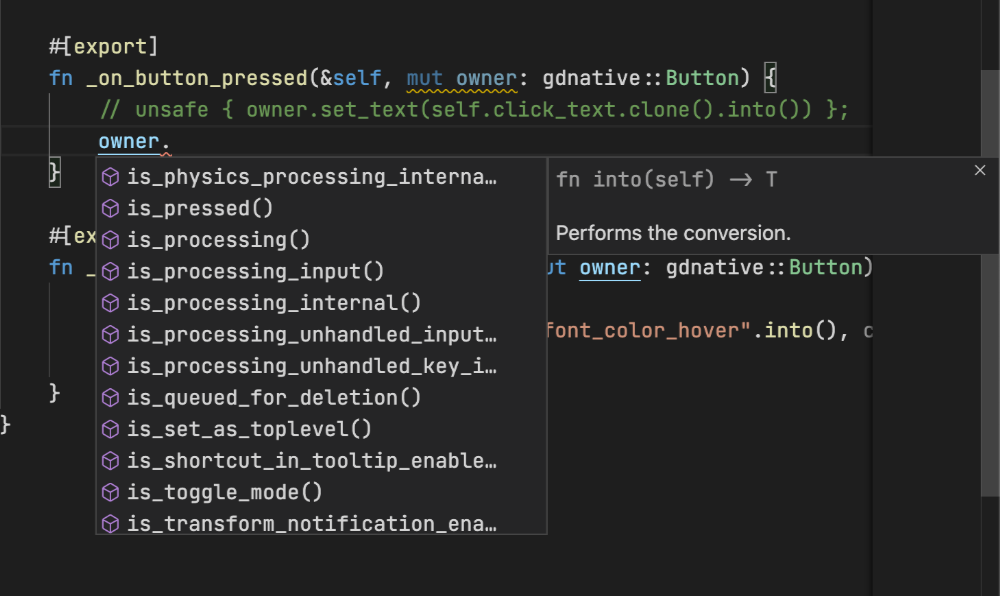 #[export]
fn _on_button_pressed(&self, mut owner: gdnative::Button) {
// unsafe { owner.set_text(self.click_text.clone().into()) };
owner.
}
is_physics_processing_interna…
is_pressed()
is_processing()
is_processing_input()
is_processing_internal()
is_processing_unhandled_input…
is_processing_unhandled_key_i…
is_queued_for_deletion()
is_set_as_toplevel()
is_shortcut_in_tooltip_enable…
is_toggle_mode()
is_transform_notification_ena…
fn into(self) -> T
Performs the conversion.
#[ex
fn _ ut owner: gdnative::Button)
font_color_hover".into(), c
}
}